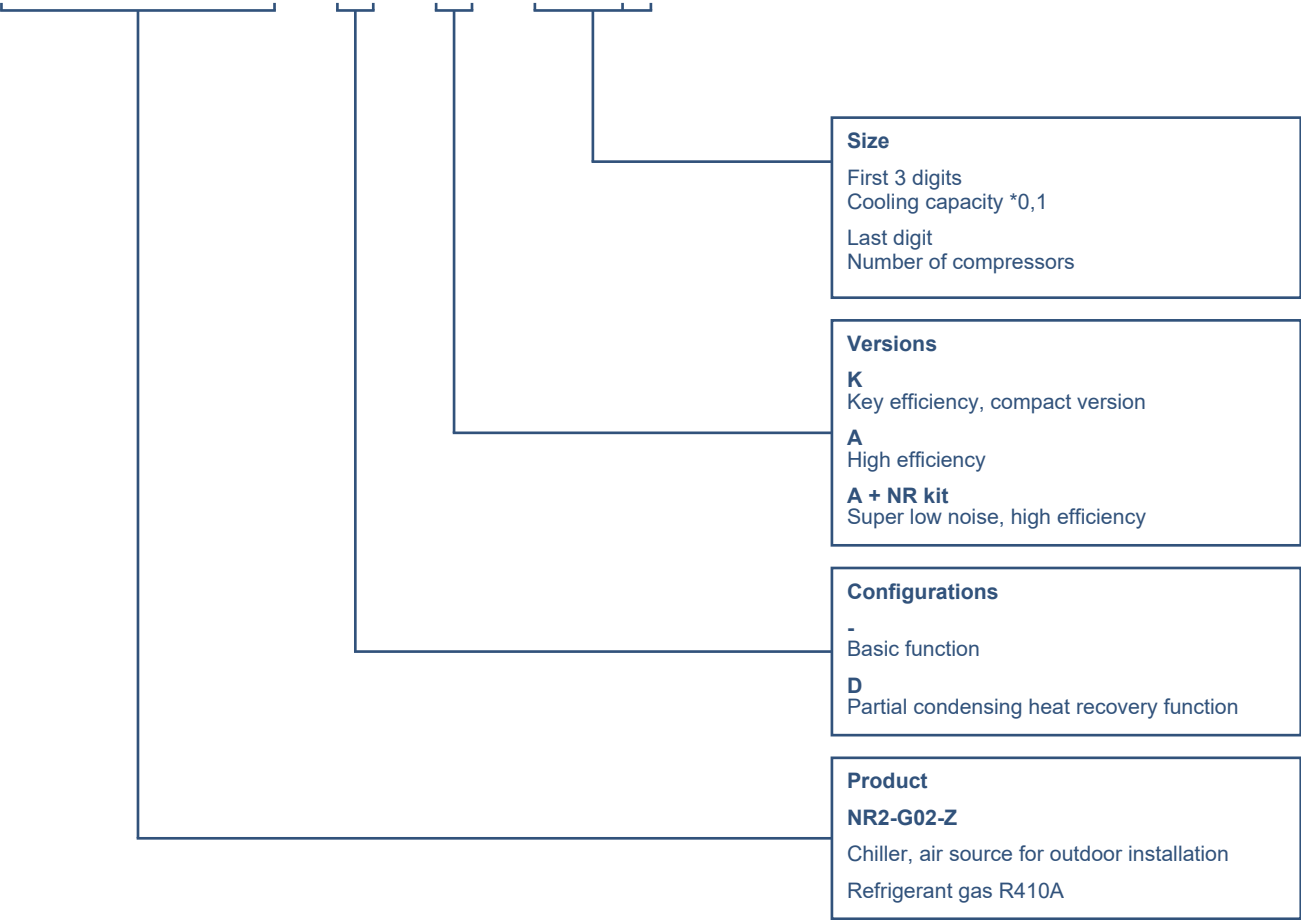 Size
First 3 digits
Cooling capacity *0,1
Last digit
Number of compressors
Versions
K
Key efficiency, compact version
A
High efficiency
A + NR kit
Super low noise, high efficiency
Configurations
-
Basic function
D
Partial condensing heat recovery function
Product
NR2-G02-Z
Chiller, air source for outdoor installation
Refrigerant gas R410A